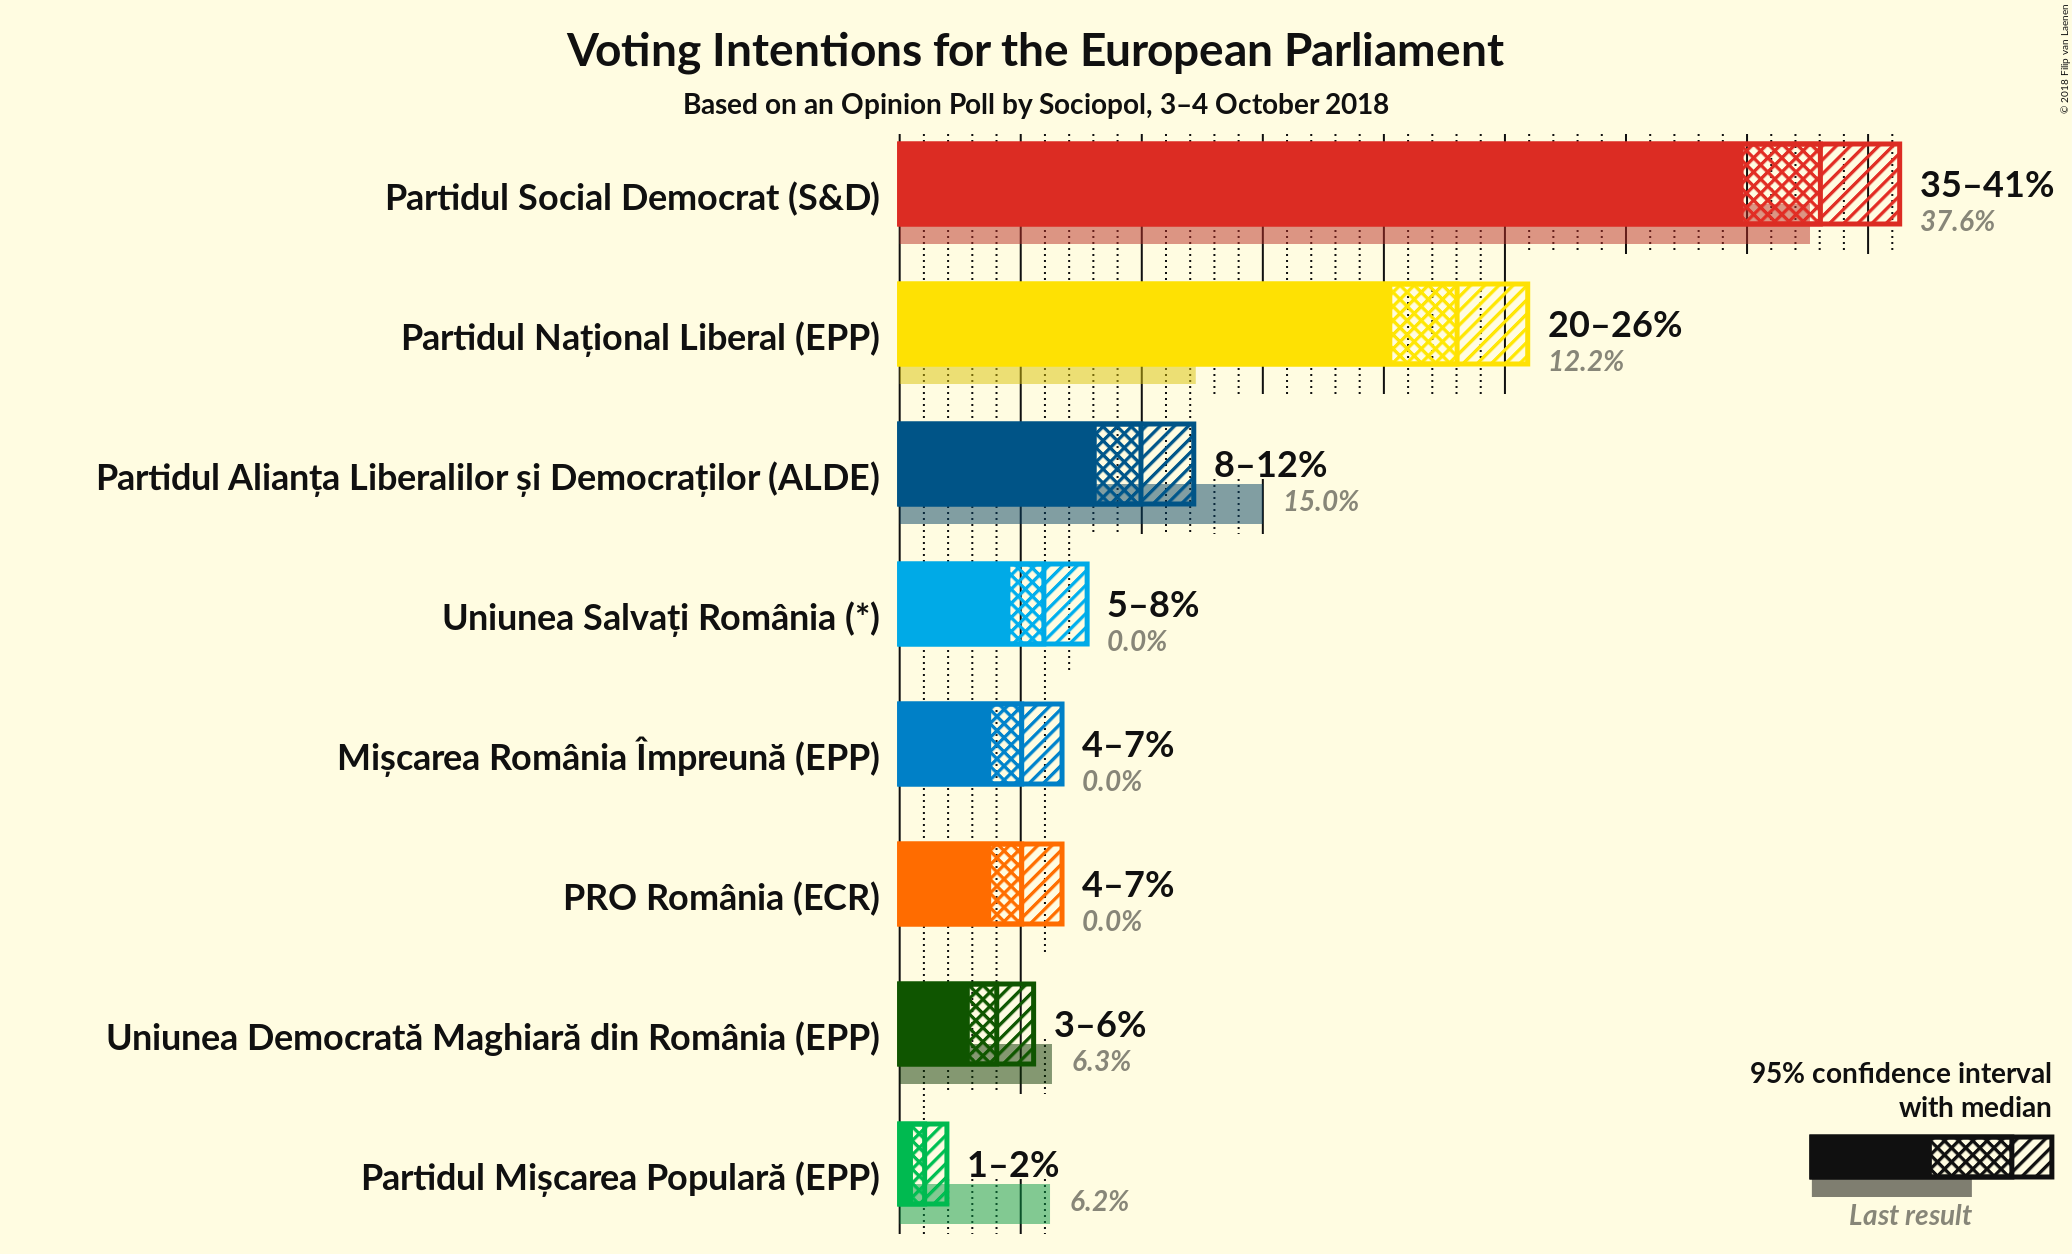 Voting Intentions for the European Parliament
Based on an Opinion Poll by Sociopol, 3–4 October 2018
© 2018 Filip van Laenen
Partidul Social Democrat (S&D)
35–41%
37.6%
Partidul Național Liberal (EPP)
20–26%
12.2%
Partidul Alianța Liberalilor și Democraților (ALDE)
8–12%
15.0%
Uniunea Salvați România (*)
5–8%
0.0%
Mișcarea România Împreună (EPP)
4–7%
0.0%
PRO România (ECR)
4–7%
0.0%
Uniunea Democrată Maghiară din România (EPP)
3–6%
6.3%
Partidul Mișcarea Populară (EPP)
1–2%
6.2%
95% confidence interval
with median
Last result